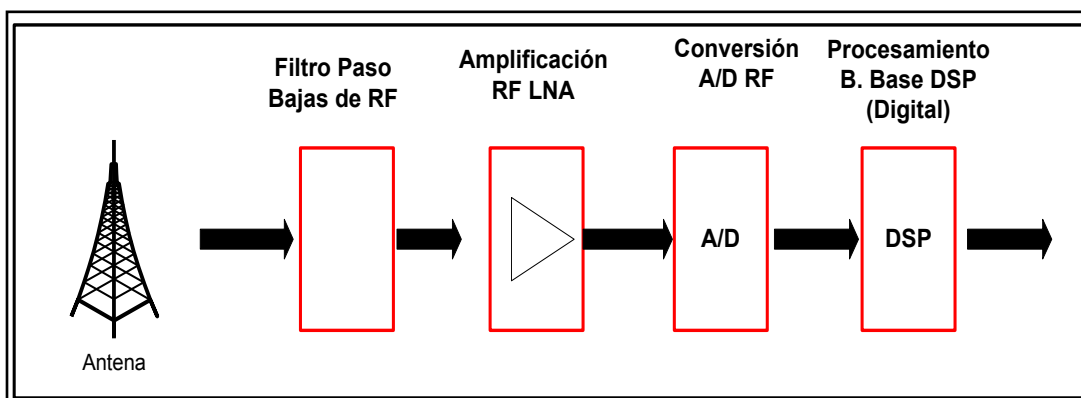 Filtro Paso
Bajas de RF
Amplificación
RF LNA
Conversión
A/D RF
Procesamiento
B. Base DSP
(Digital)
A/D
DSP
Antena